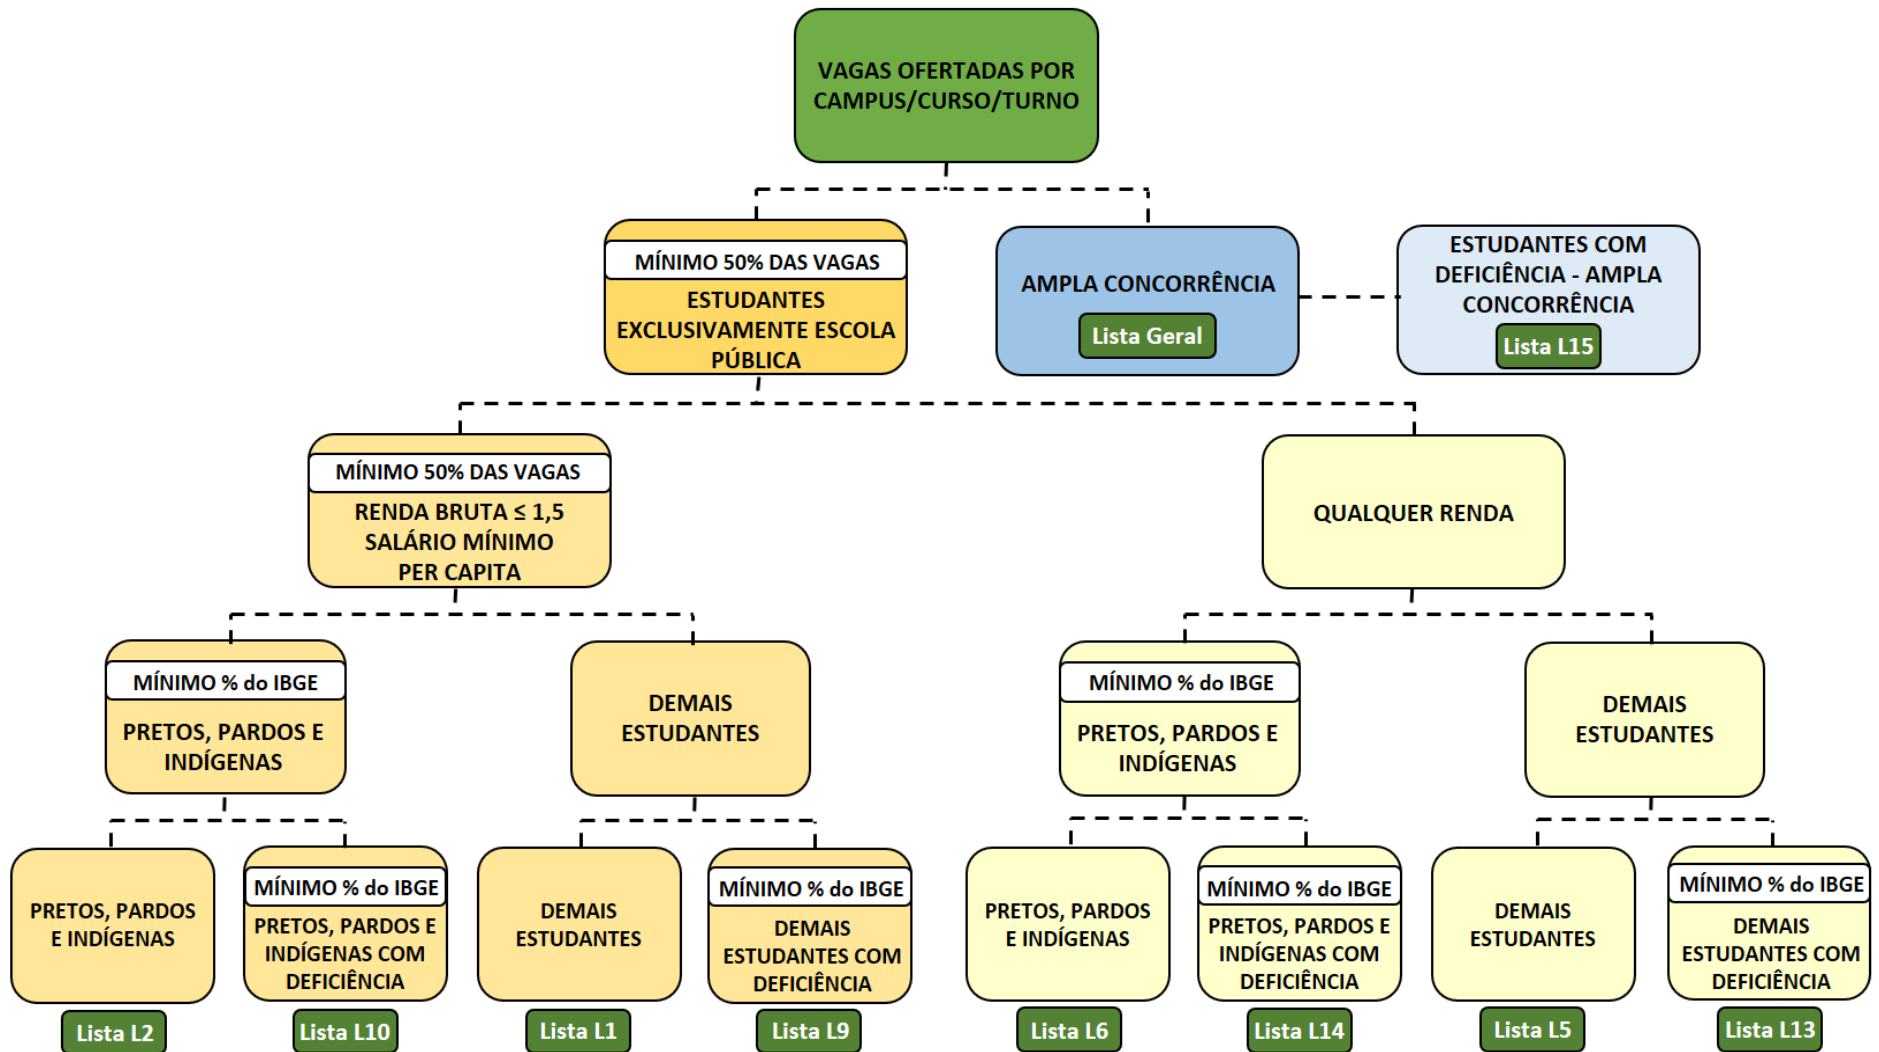 VAGAS OFERTADAS POR
CAMPUS/CURSO/TURNO
MÍNIMO 50% DAS VAGAS
ESTUDANTES
EXCLUSIVAMENTE ESCOLA
PÚBLICA
AMPLA CONCORRÊNCIA
Lista Geral
ESTUDANTES COM
DEFICIÊNCIA - AMPLA
CONCORRÊNCIA
Lista L15
MÍNIMO 50% DAS VAGAS
RENDA BRUTA ≤ 1,5
SALÁRIO MÍNIMO
PER CAPITA
QUALQUER RENDA
MÍNIMO % do IBGE
PRETOS, PARDOS E
INDÍGENAS
DEMAIS
ESTUDANTES
MÍNIMO % do IBGE
PRETOS, PARDOS E
INDÍGENAS
DEMAIS
ESTUDANTES
PRETOS, PARDOS
E INDÍGENAS
Lista L2
MÍNIMO % do IBGE
PRETOS, PARDOS E
INDÍGENAS COM
DEFICIÊNCIA
Lista L10
DEMAIS
ESTUDANTES
Lista L1
MÍNIMO % do IBGE
DEMAIS
ESTUDANTES COM
DEFICIÊNCIA
Lista L9
PRETOS, PARDOS
E INDÍGENAS
Lista L6
MÍNIMO % do IBGE
PRETOS, PARDOS E
INDÍGENAS COM
DEFICIÊNCIA
Lista L14
DEMAIS
ESTUDANTES
Lista L5
MÍNIMO % do IBGE
DEMAIS
ESTUDANTES COM
DEFICIÊNCIA
Lista L13